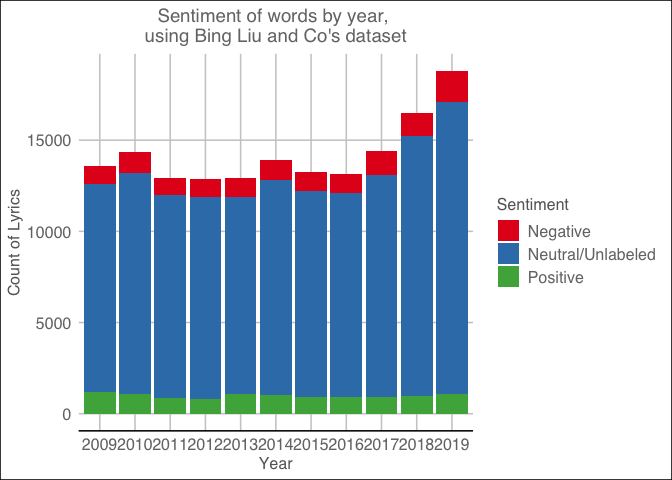 Sentiment of words by year,
using Bing Liu and Co's dataset
Count of Lyrics
15000
10000
5000
0
2009 2010 2011 2012 2013 2014 2015 2016 2017 2018 2019
Year
Sentiment
Negative
Neutral/Unlabeled
Positive